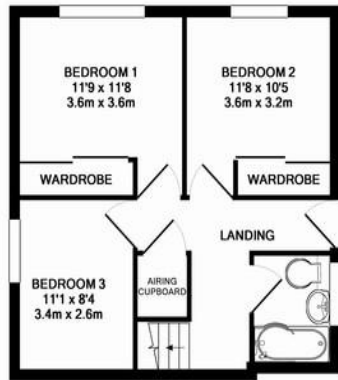 BEDROOM 1
11'9 x 11'8
3.6m x 3.6m
BEDROOM 2
11'8 x 10'5
3.6m x 3.2m
WARDROBE
WARDROBE
LANDING
BEDROOM 3
11'1 x 8'4
3.4m x 2.6m
AIRING
CUPBOARD